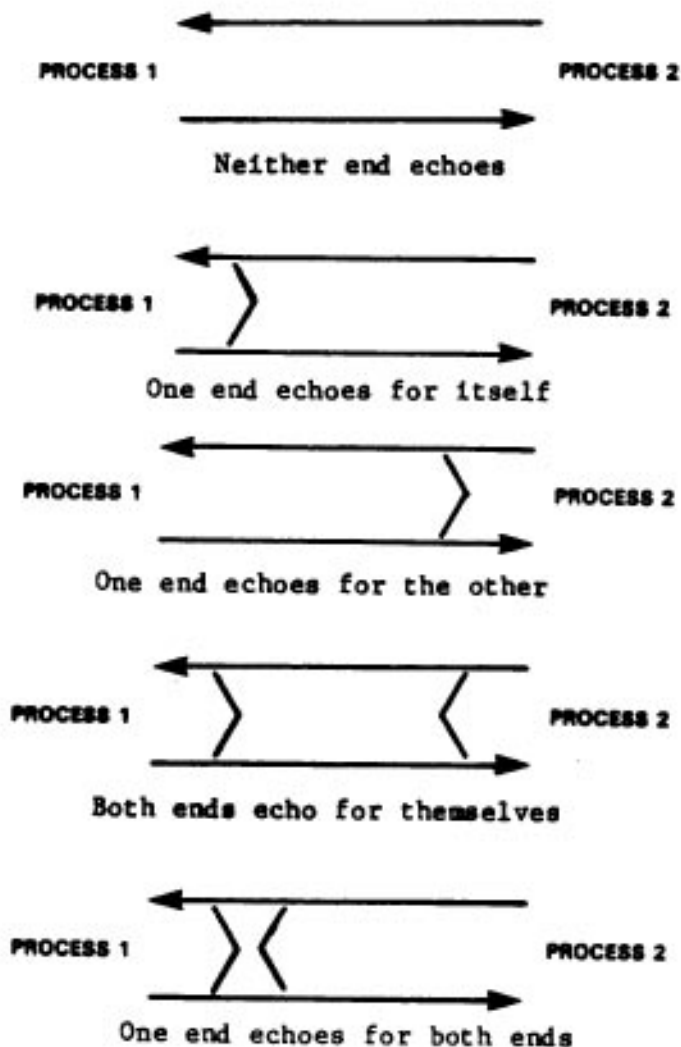 PROCESS 1 PROCESS 2
Neither end echoes
PROCESS 1 PROCESS 2
One end echoes for itself
PROCESS 1 PROCESS 2
One end echoes for the other
PROCESS 1 PROCESS 2
Both ends echo for themselves
PROCESS 1 PROCESS 2
One end echoes for both ends